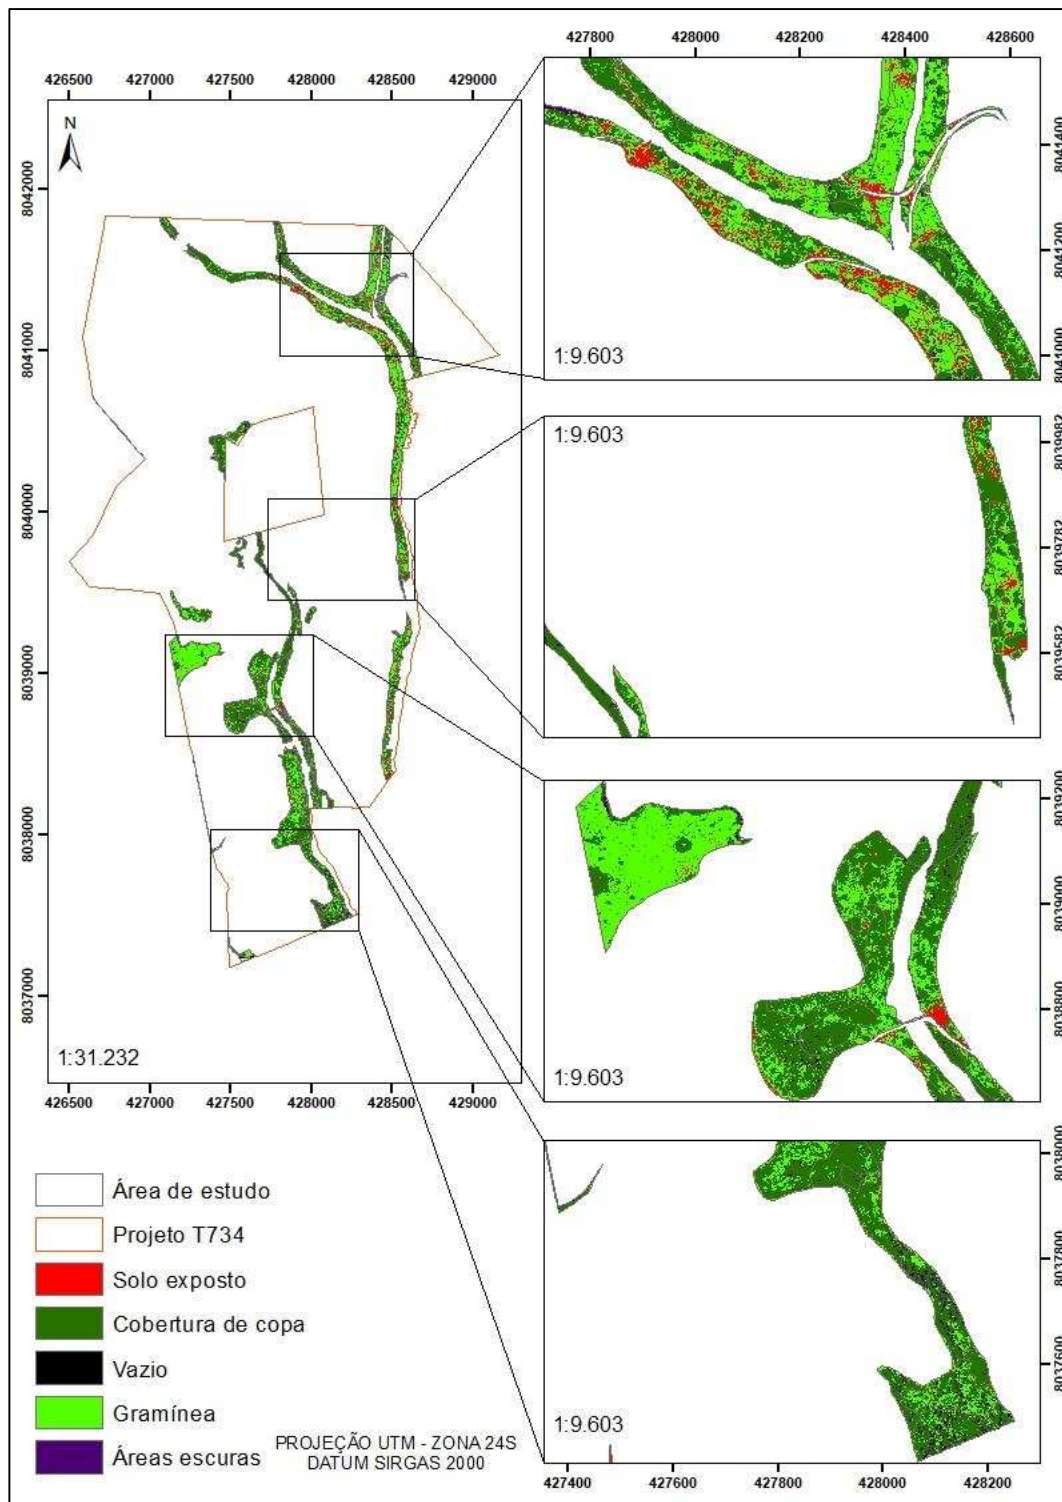 427800 428000 428200 428400 428600
426500 427000 427500 428000 428500 429000
N
8042000
8041000
8040000
8039000
8038000
8037000
1:31.232
426500 427000 427500 428000 428500 429000
8041400
8041200
8041000
1:9.603
1:9.603
8039982
8039782
8039582
8039200
8039000
8038800
1:9.603
8038000
8037800
8037600
1:9.603
427400 427600 427800 428000 428200
Área de estudo
Projeto T734
Solo exposto
Cobertura de copa
Vazio
Gramínea
Áreas escuras
PROJEÇÃO UTM - ZONA 24S
DATUM SIRGAS 2000